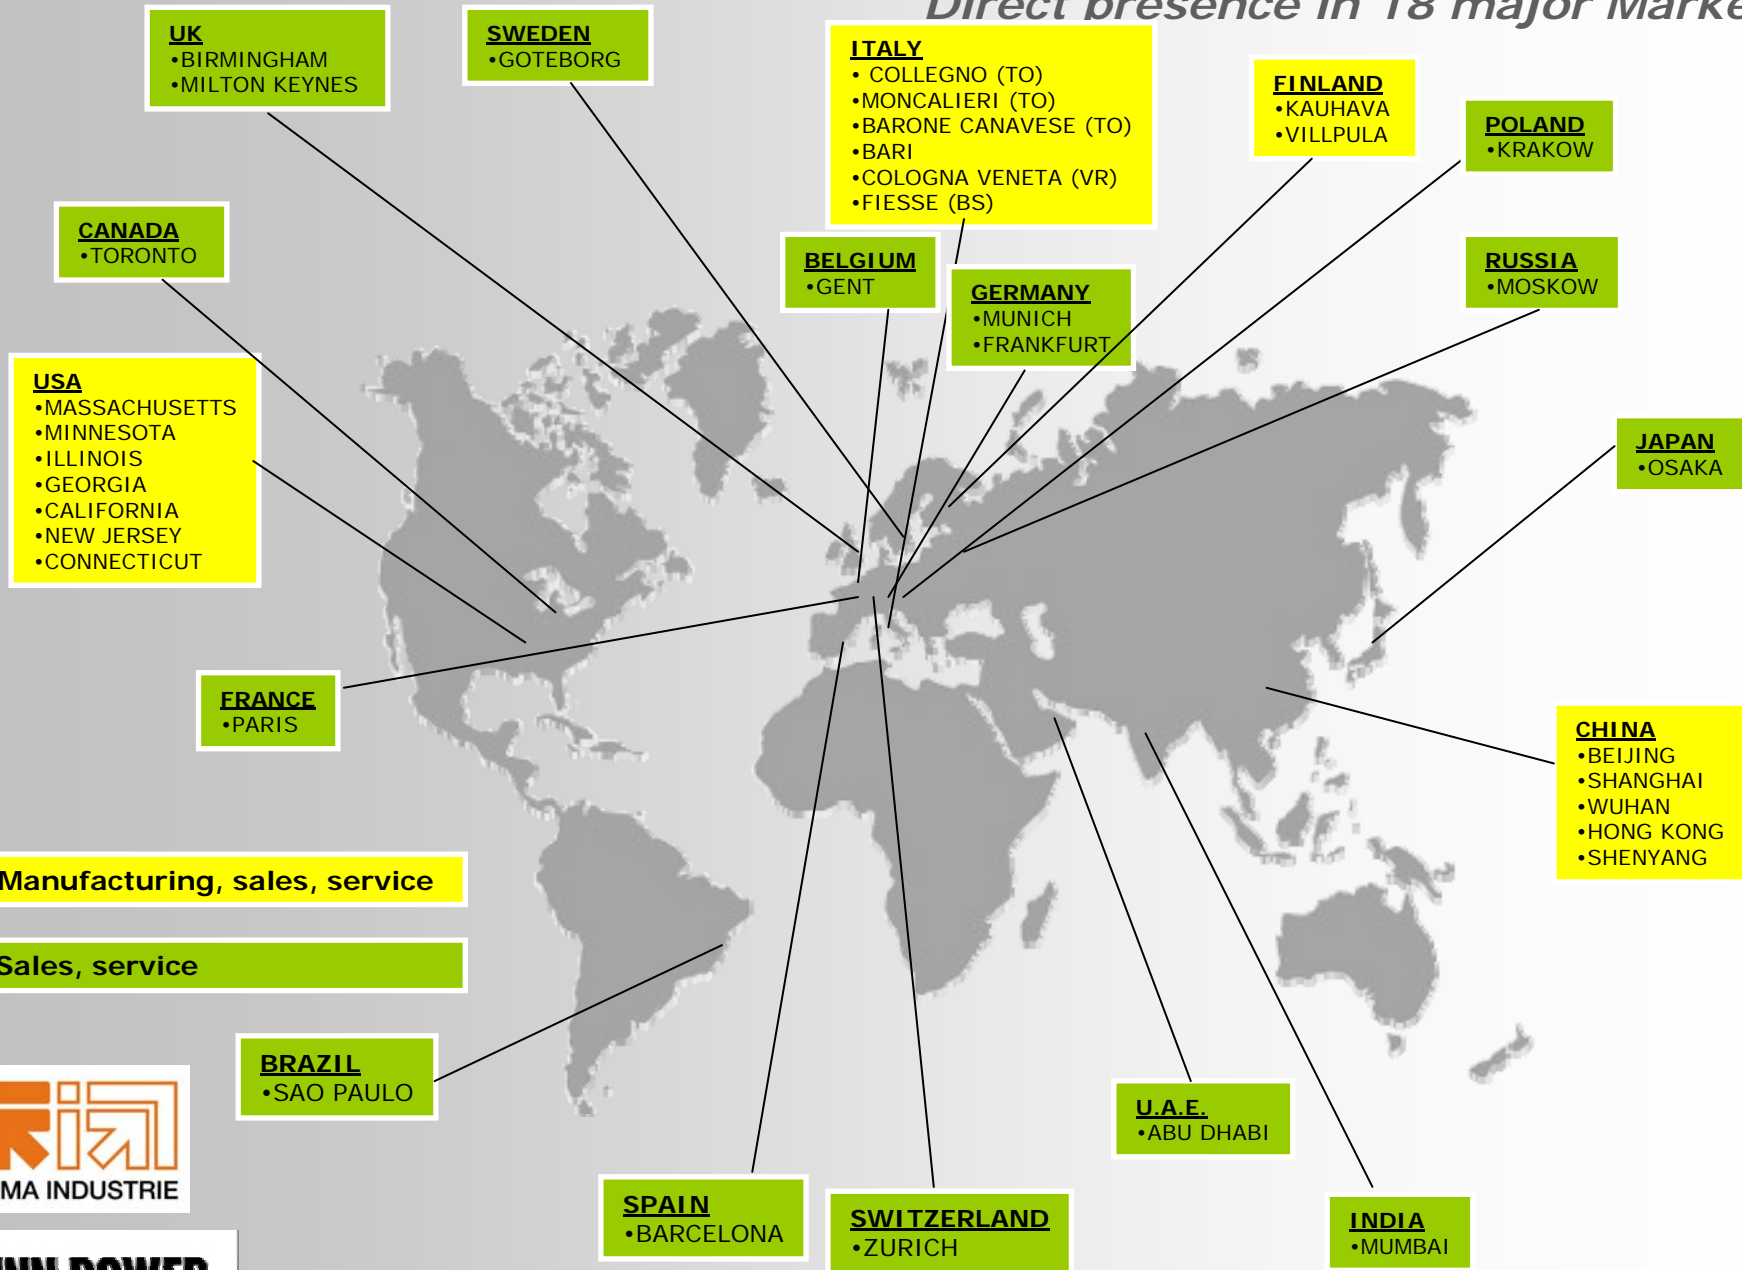 Direct presence in 18 major
UK
•BIRMINGHAM
•MILTON KEYNES
SWEDEN
•GOTEBORG
ITALY
• COLLEGNO (TO)
•MONCALIERI (TO)
•BARONE CANAVESE (TO)
•BARI
•COLOGNA VENETA (VR)
•FIESSE (BS)
FINLAND
•KAUHAVA
•VILLPULA
POLAND
•KRAKOW
CANADA
•TORONTO
BELGIUM
•GENT
GERMANY
•MUNICH
•FRANKFURT
RUSSIA
•MOSKOW
USA
•MASSACHUSETTS
•MINNESOTA
•ILLINOIS
•GEORGIA
•CALIFORNIA
•NEW JERSEY
•CONNECTICUT
JAPAN
•OSAKA
FRANCE
•PARIS
CHINA
•BEIJING
•SHANGHAI
•WUHAN
•HONG KONG
•SHENYANG
Manufacturing, sales, service
Sales, service
BRAZIL
•SAO PAULO
U.A.E.
•ABU DHABI
SPAIN
•BARCELONA
SWITZERLAND
•ZURICH
INDIA
•MUMBAI
INDUSTRIE
POWER